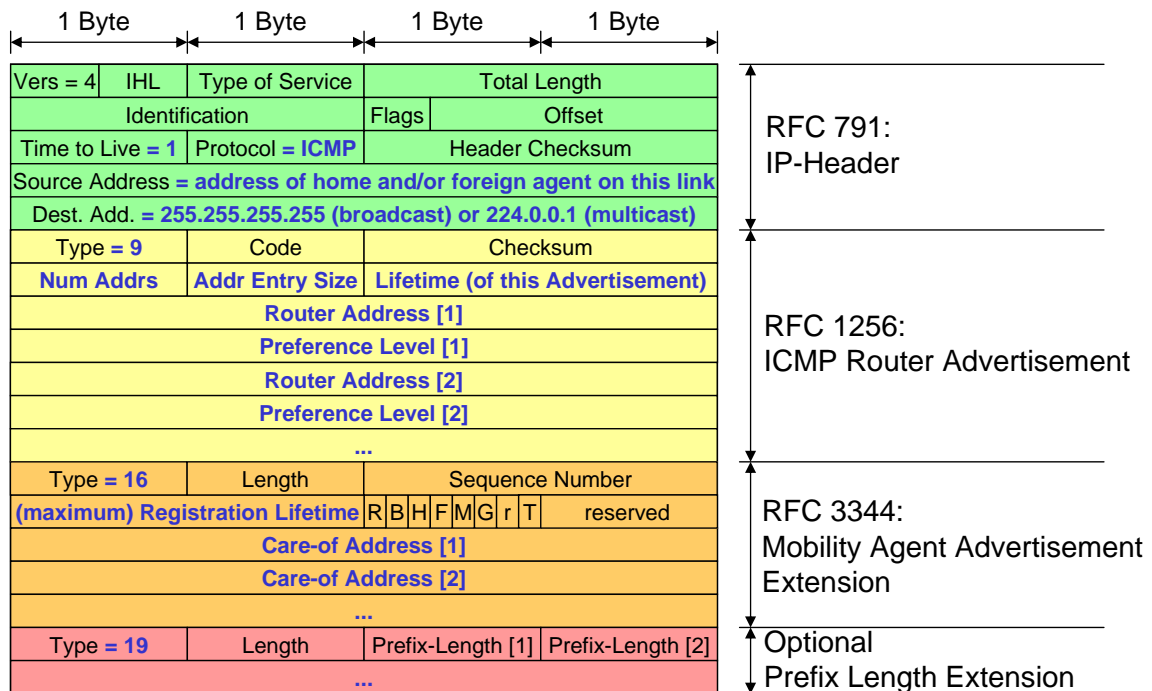 1 Byte 1 Byte 1 Byte 1 Byte
Vers = 4 IHL Type of Service Total Length
Identification Flags Offset
Time to Live = 1 Protocol = ICMP Header Checksum
Source Address = address of home and/or foreign agent on this link
Dest. Add. = 255.255.255.255 (broadcast) or 224.0.0.1 (multicast)
RFC 791:
IP-Header
Type = 9 Code Checksum
Num Addrs Addr Entry Size Lifetime (of this Advertisement)
Router Address [1]
Preference Level [1]
Router Address [2]
Preference Level [2]
...
RFC 1256:
ICMP Router Advertisement
Type = 16 Length Sequence Number
(maximum) Registration Lifetime R B H F M G r T reserved
Care-of Address [1]
Care-of Address [2]
...
RFC 3344:
Mobility Agent Advertisement
Extension
Type = 19 Length Prefix-Length [1] Prefix-Length [2]
...
Optional
Prefix Length Extension